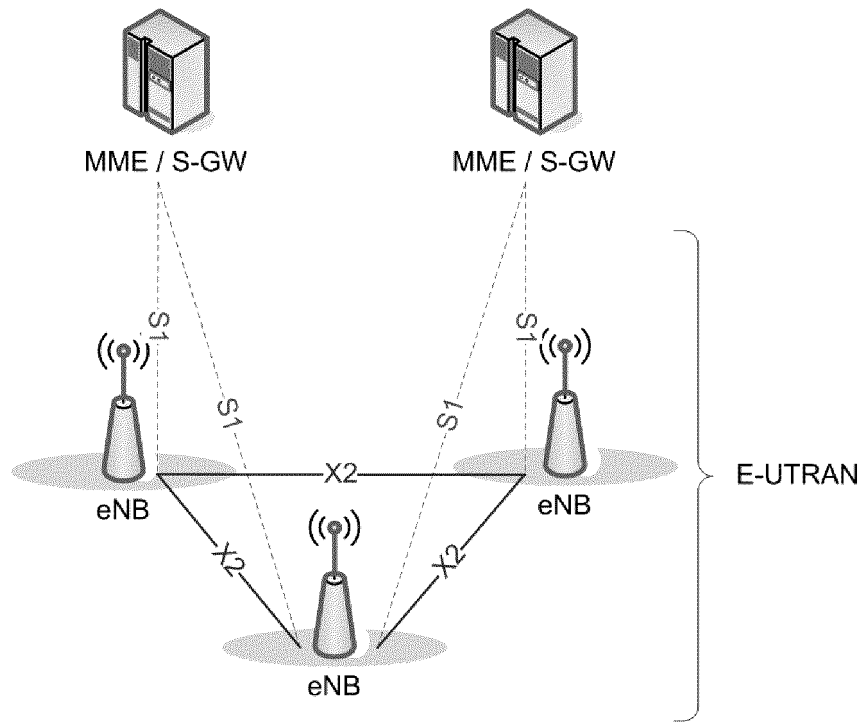 MME / S-GW
MME / S-GW
S1
S1
S1
S1
X2
E-UTRAN
eNB
eNB
X2
X2
eNB